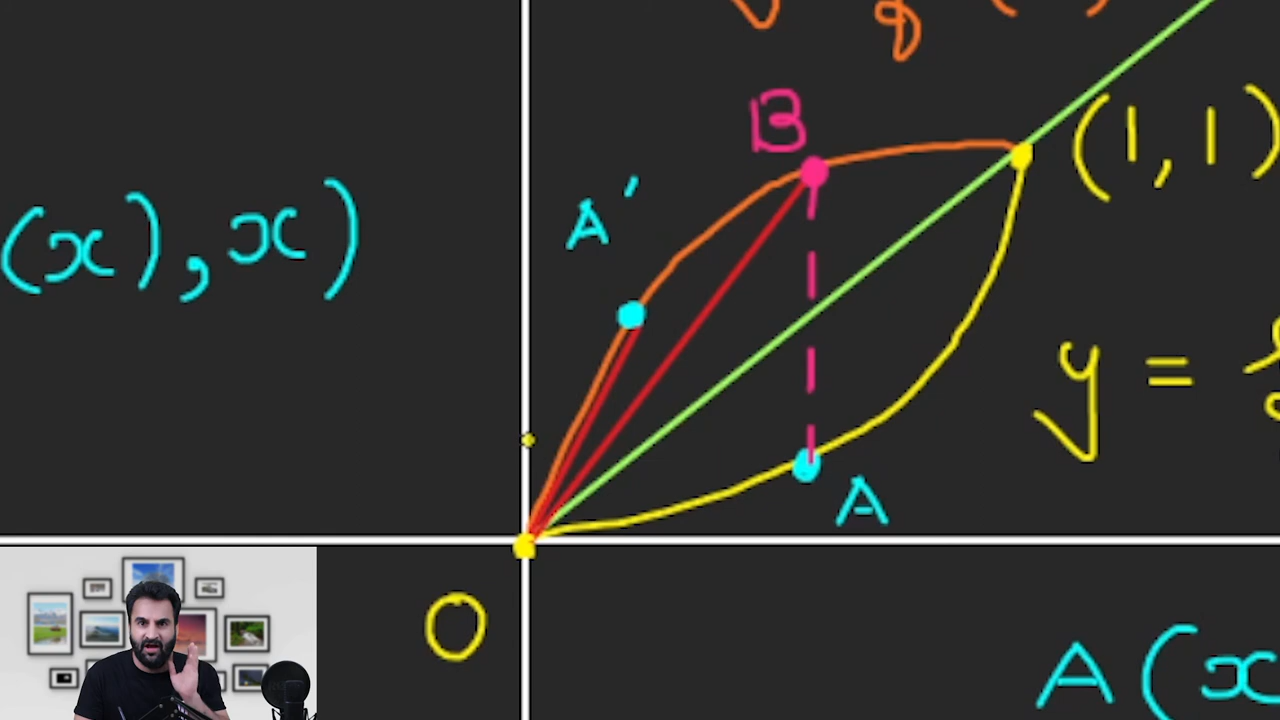 B
(1,1)
A'
(x),x)
y =
A
O
A(x